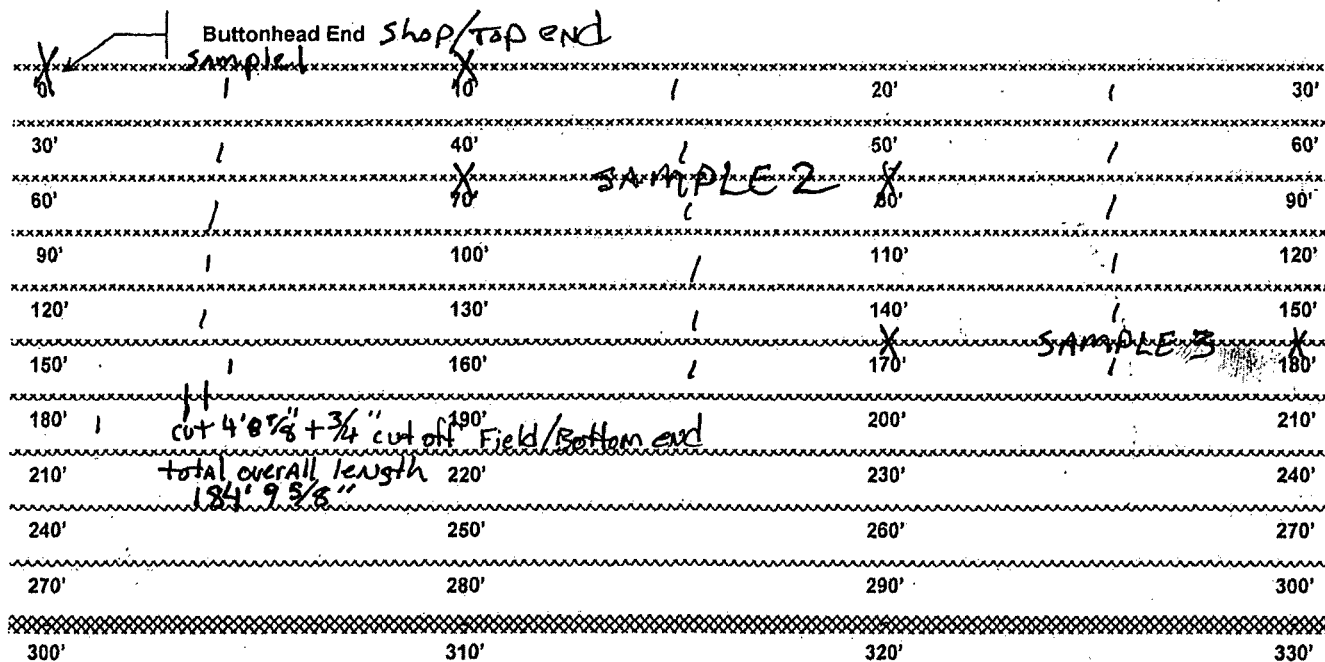 Buttonhead End Shop/Top end
Sample 1
0' 10' 20' 30'
30' 40' 50' 60'
SAMPLE 2
60' 70' 80' 90'
90' 100' 110' 120'
120' 130' 140' 150'
SAMPLE 3
150' 160' 170' 180'
180' 190' 200' 210'
cut 4'8 7/8" + 3/4" cut off Field/Bottom end
210' 220' 230' 240'
total overall length
184' 9 5/8"
240' 250' 260' 270'
270' 280' 290' 300'
300' 310' 320' 330'